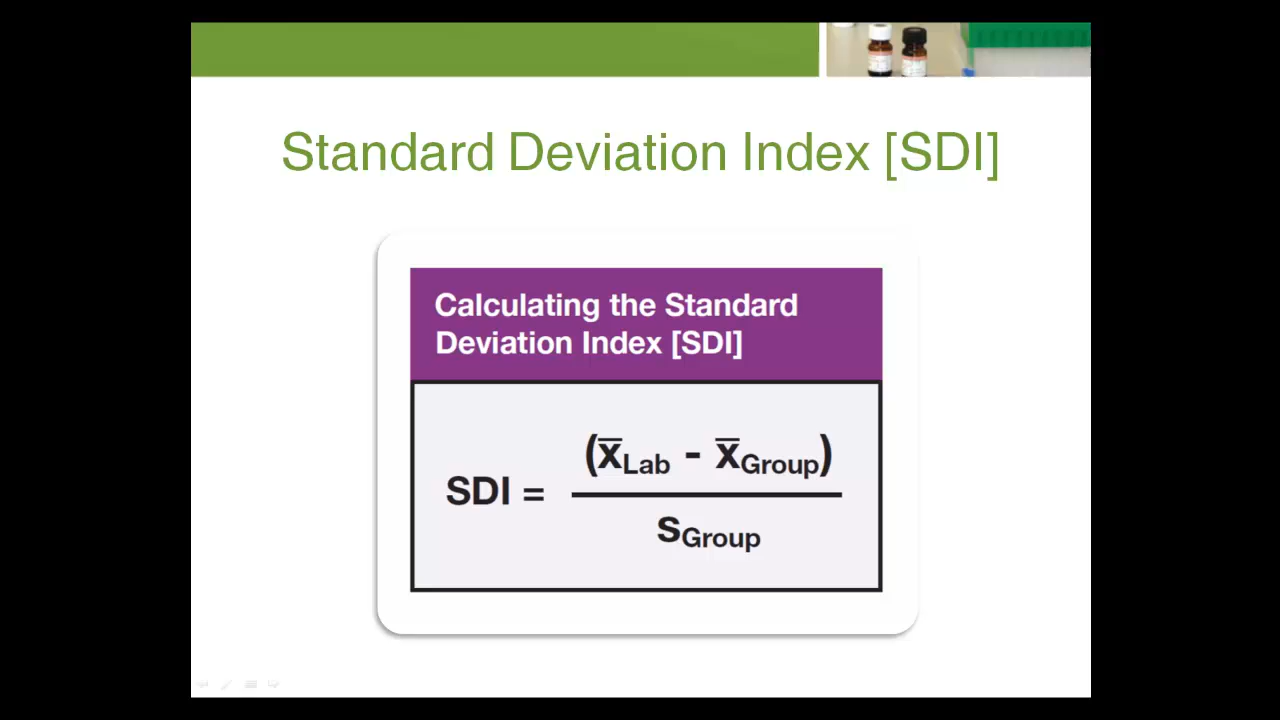 Standard Deviation Index [SDI]
Calculating the Standard
Deviation Index [SDI]
SDI = (x̅Lab - x̅Group)
sGroup